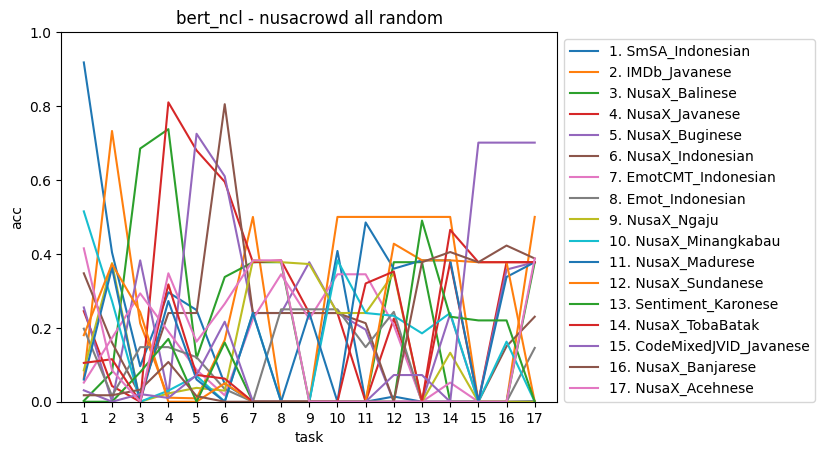 bert_ncl - nusacrowd all random
1.0
0.8
0.6
0.4
0.2
0.0
acc
1 2 3 4 5 6 7 8 9 10 11 12 13 14 15 16 17
task
1. SmSA_Indonesian
2. IMDb_Javanese
3. NusaX_Balinese
4. NusaX_Javanese
5. NusaX_Buginese
6. NusaX_Indonesian
7. EmotCMT_Indonesian
8. Emot_Indonesian
9. NusaX_Ngaju
10. NusaX_Minangkabau
11. NusaX_Madurese
12. NusaX_Sundanese
13. Sentiment_Karonese
14. NusaX_TobaBatak
15. CodeMixedJVID_Javanese
16. NusaX_Banjarese
17. NusaX_Acehnese